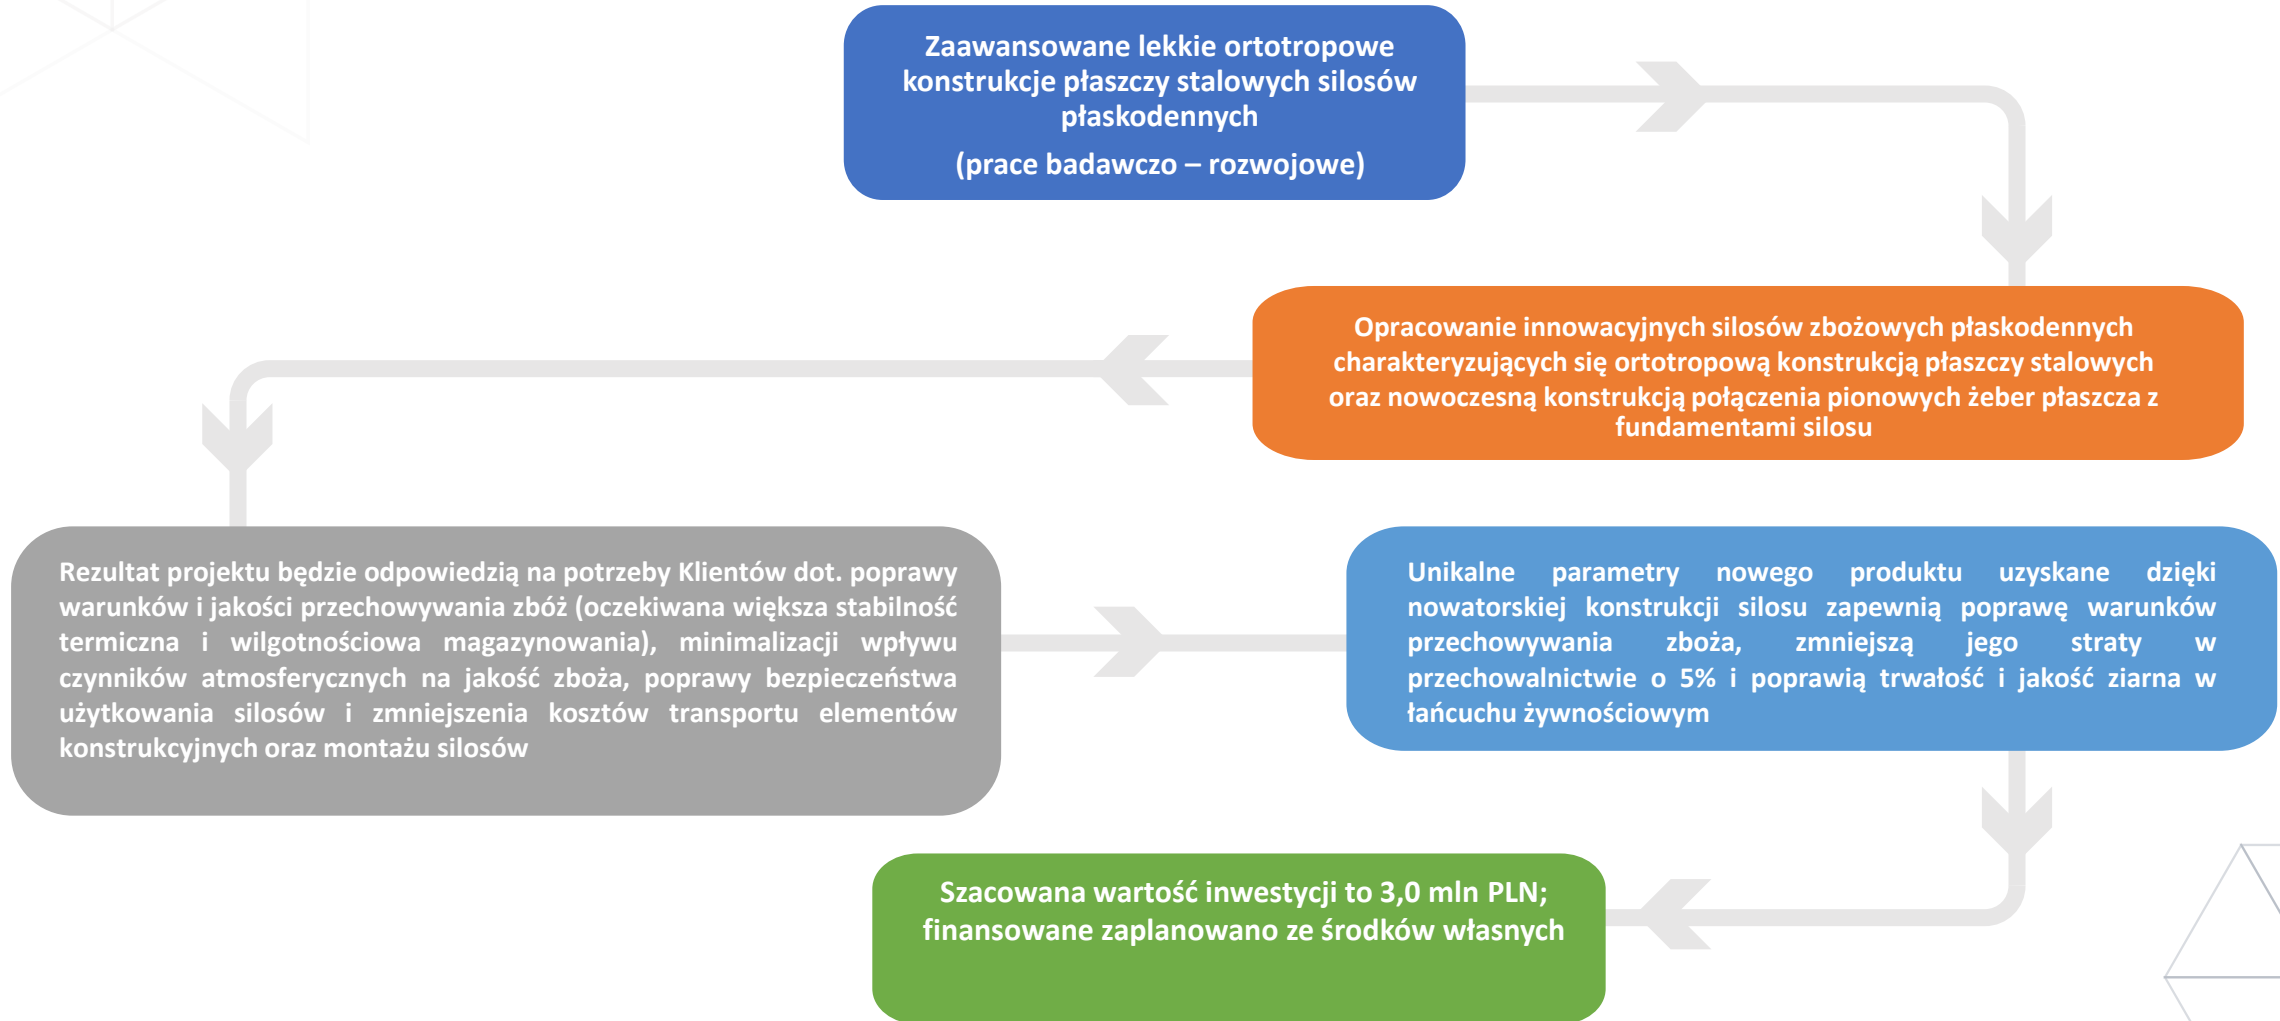 Zaawansowane lekkie ortotropowe
konstrukcje płaszczy stalowych silosów
płaskodennych
(prace badawczo – rozwojowe)
Opracowanie innowacyjnych silosów zbożowych płaskodennych
charakteryzujących się ortotropową konstrukcją płaszczy stalowych
oraz nowoczesną konstrukcją połączenia pionowych żeber płaszcza z
fundamentami silosu
Rezultat projektu będzie odpowiedzią na potrzeby Klientów dot. poprawy
warunków i jakości przechowywania zbóż (oczekiwana większa stabilność
termiczna i wilgotnościowa magazynowania), minimalizacji wpływu
czynników atmosferycznych na jakość zboża, poprawy bezpieczeństwa
użytkowania silosów i zmniejszenia kosztów transportu elementów
konstrukcyjnych oraz montażu silosów
Unikalne parametry nowego produktu uzyskane dzięki
nowatorskiej konstrukcji silosu zapewnią poprawę warunków
przechowywania zboża, zmniejszą jego straty w
przechowalnictwie o 5% i poprawią trwałość i jakość ziarna w
łańcuchu żywnościowym
Szacowana wartość inwestycji to 3,0 mln PLN;
finansowane zaplanowano ze środków własnych